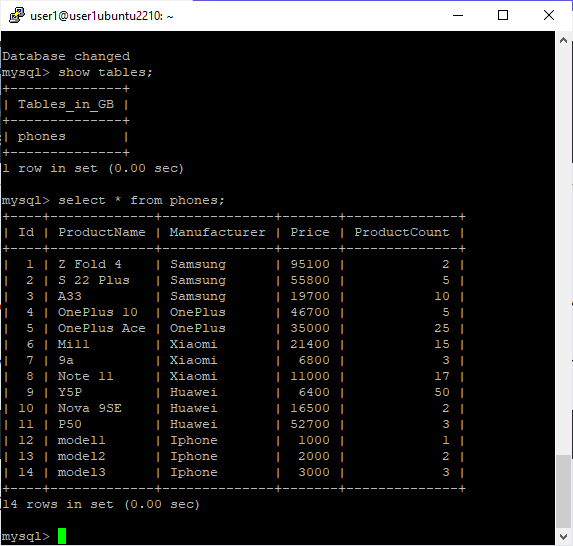 user1@user1ubuntu2210: ~
Database changed
mysql> show tables;
+--------------+
| Tables_in_GB |
+--------------+
| phones       |
+--------------+
1 row in set (0.00 sec)
mysql> select * from phones;
+----+-------------+--------------+-------+--------------+
| Id | ProductName | Manufacturer | Price | ProductCount |
+----+-------------+--------------+-------+--------------+
|  1 | Z Fold 4    | Samsung      | 95100 |            2 |
|  2 | S 22 Plus   | Samsung      | 55800 |            5 |
|  3 | A33         | Samsung      | 19700 |           10 |
|  4 | OnePlus 10  | OnePlus      | 46700 |            5 |
|  5 | OnePlus Ace | OnePlus      | 35000 |           25 |
|  6 | Mill        | Xiaomi       | 21400 |           15 |
|  7 | 9a          | Xiaomi       |  6800 |            3 |
|  8 | Note 11     | Xiaomi       | 11000 |           17 |
|  9 | Y5P         | Huawei       |  6400 |           50 |
| 10 | Nova 9SE    | Huawei       | 16500 |            2 |
| 11 | P50         | Huawei       | 52700 |            3 |
| 12 | model1      | Iphone       |  1000 |            1 |
| 13 | model2      | Iphone       |  2000 |            2 |
| 14 | model3      | Iphone       |  3000 |            3 |
+----+-------------+--------------+-------+--------------+
14 rows in set (0.00 sec)
mysql>